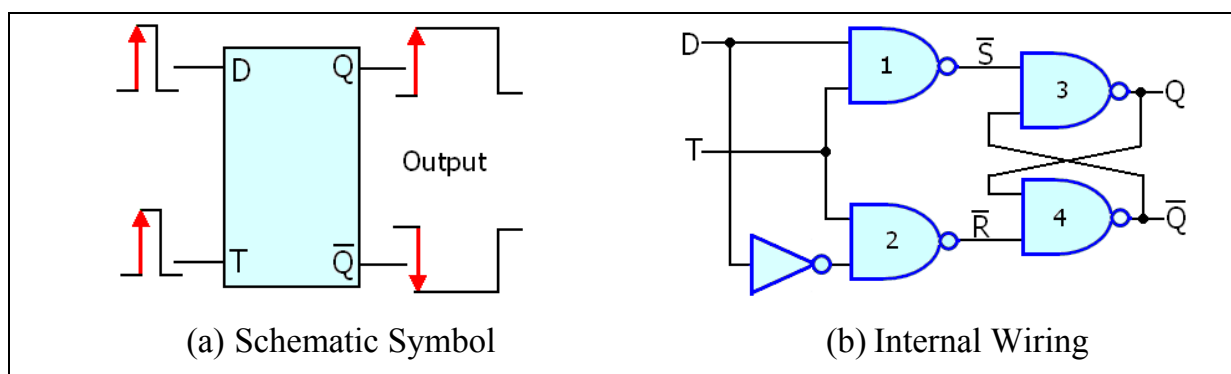 D Q
Output
T Q̅
(a) Schematic Symbol
D 1 S̅ 3 Q
T
2 R̅ 4 Q̅
(b) Internal Wiring